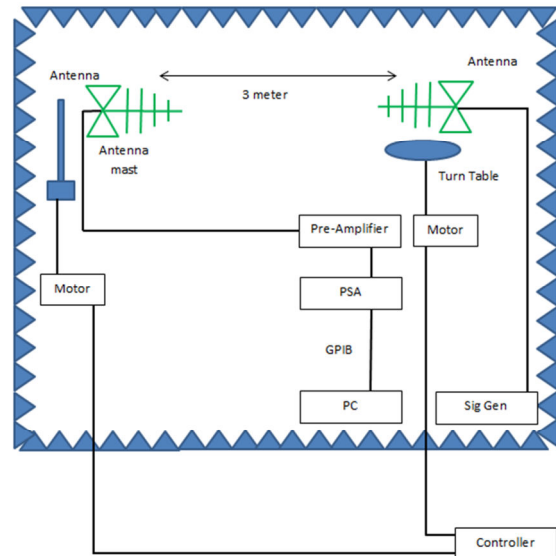 Antenna
Antenna
3 meter
Antenna
mast
Turn Table
Pre-Amplifier
Motor
Motor
PSA
GPIB
PC
Sig Gen
Controller